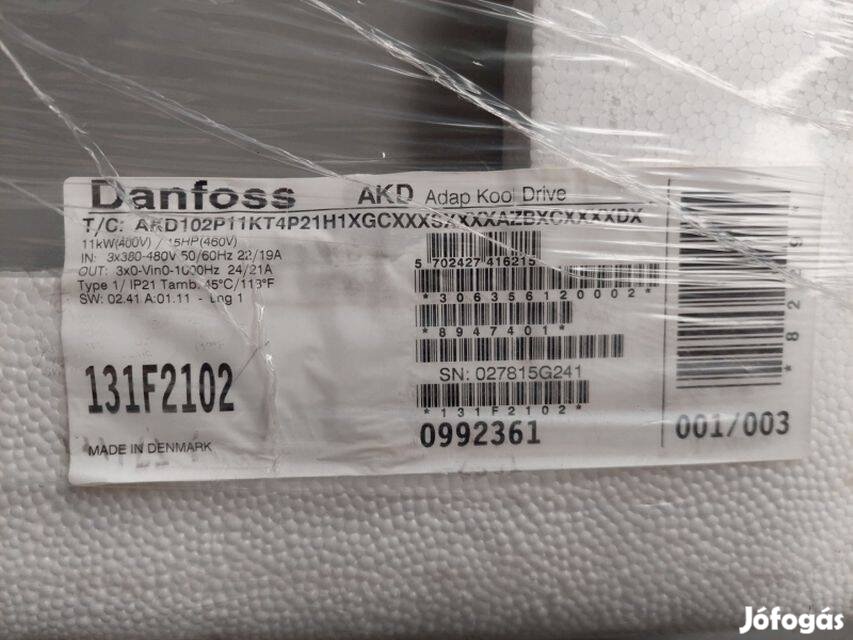 Danfoss AKD Adap Kool Drive
T/C: AKD102P11KT4P21H1XGCXXXSXXXXAZBXCXXXXDX
11kW(400V) / 15HP(460V)
IN: 3x380-480V 50/60Hz 22/19A
OUT: 3x0-Vin0-1000Hz 24/21A
Type 1/ IP21 Tamb. 45°C/113°F
SW: 02.41 A:01.11 - Lng 1
131F2102
MADE IN DENMARK
5 702427 416215
*306356120002*
*8947401*
SN: 027815G241
*131F2102*
0992361
001/003
Jófogás